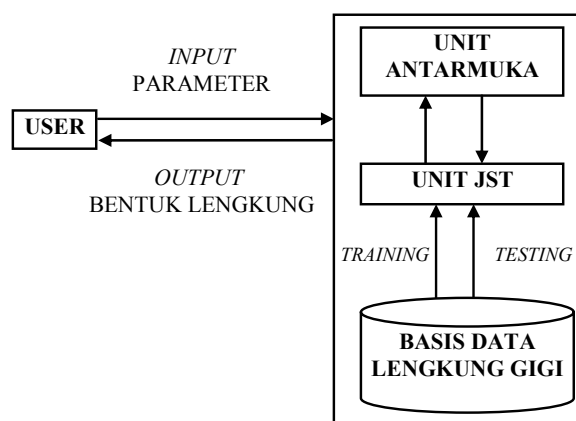 INPUT
PARAMETER
USER
OUTPUT
BENTUK LENGKUNG
UNIT
ANTARMUKA
UNIT JST
TRAINING
TESTING
BASIS DATA
LENGKUNG GIGI